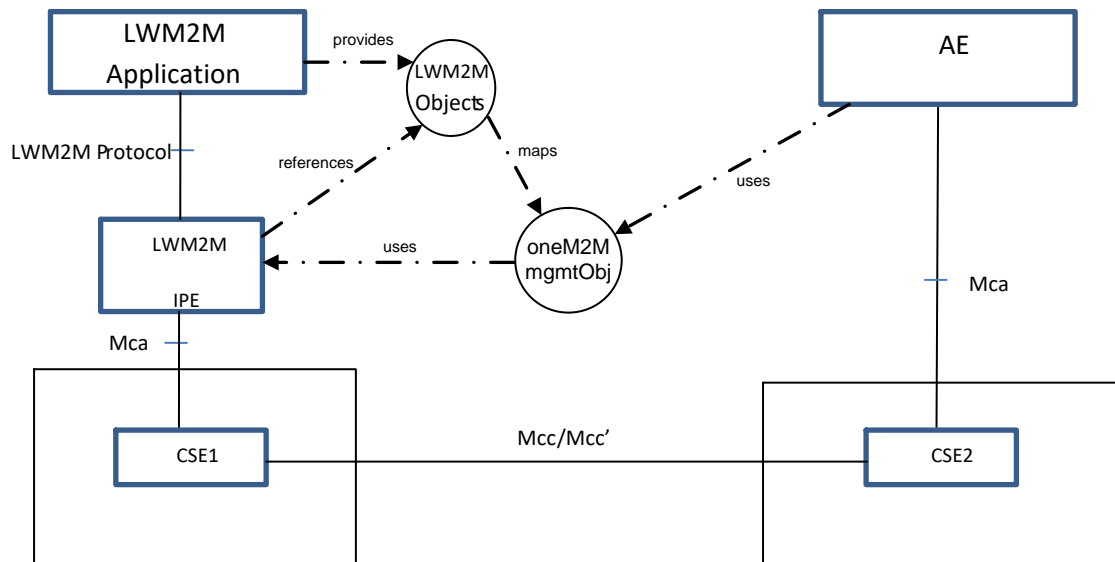 LWM2M
Application
provides
LWM2M
Objects
AE
LWM2M Protocol
references
maps
uses
LWM2M
IPE
uses
oneM2M
mgmtObj
Mca
Mca
CSE1
Mcc/Mcc’
CSE2